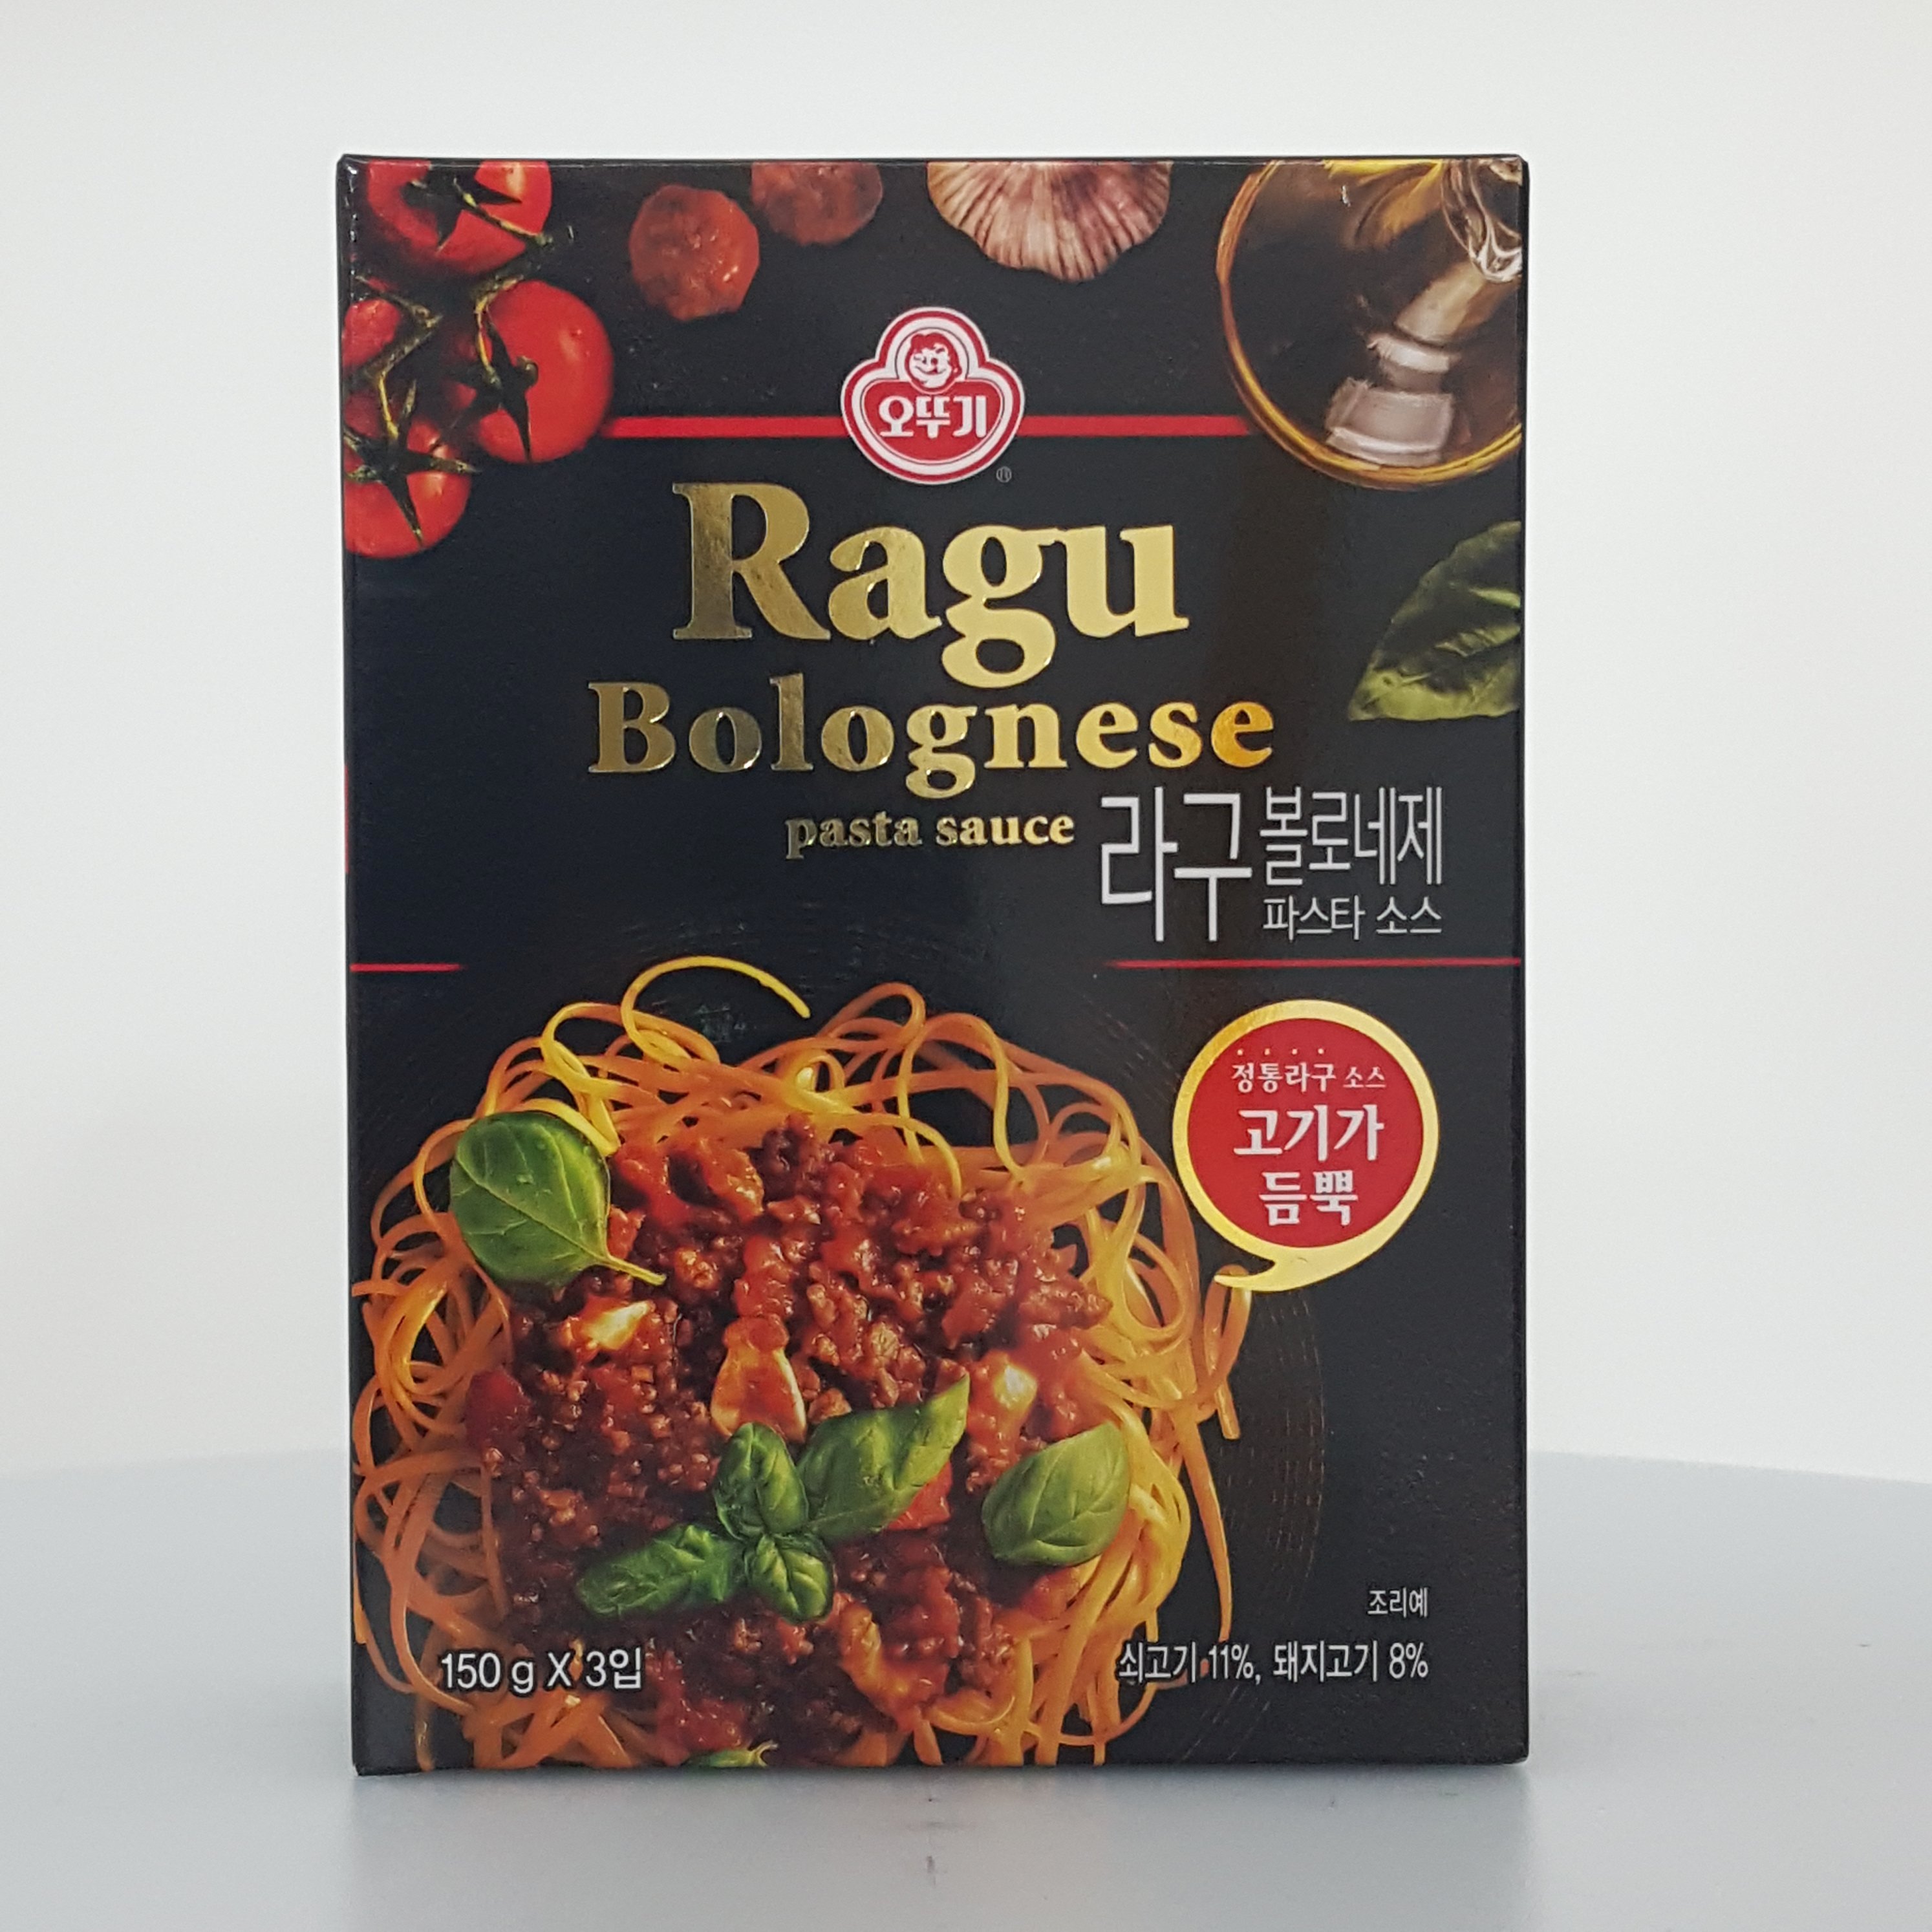 오뚜기
®
Ragu
Bolognese
pasta sauce
라구 볼로네제
파스타 소스
정통라구 소스
고기가
듬뿍
조리예
150 g X 3입
쇠고기 11%, 돼지고기 8%